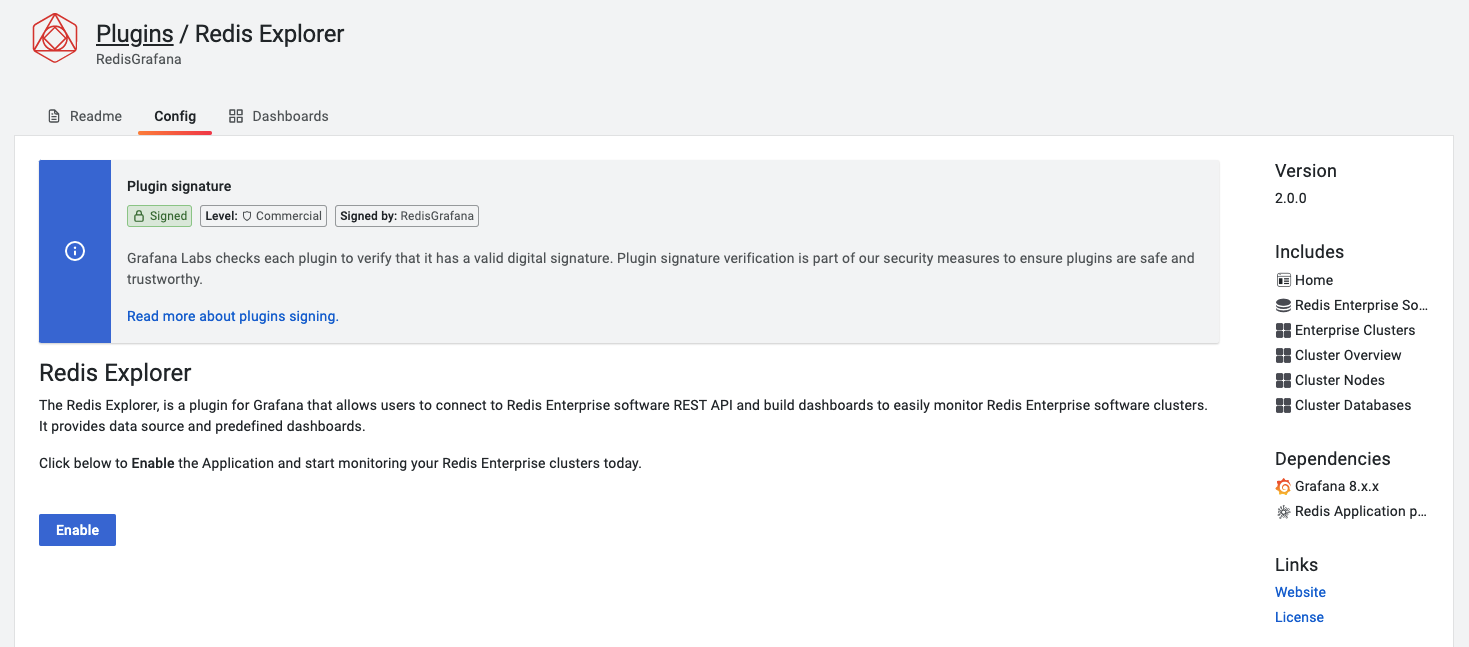 Plugins / Redis Explorer
RedisGrafana
Readme
Config
Dashboards
Plugin signature
Signed
Level: Commercial
Signed by: RedisGrafana
Grafana Labs checks each plugin to verify that it has a valid digital signature. Plugin signature verification is part of our security measures to ensure plugins are safe and
trustworthy.
Read more about plugins signing.
Redis Explorer
The Redis Explorer, is a plugin for Grafana that allows users to connect to Redis Enterprise software REST API and build dashboards to easily monitor Redis Enterprise software clusters.
It provides data source and predefined dashboards.
Click below to Enable the Application and start monitoring your Redis Enterprise clusters today.
Enable
Version
2.0.0
Includes
Home
Redis Enterprise So...
Enterprise Clusters
Cluster Overview
Cluster Nodes
Cluster Databases
Dependencies
Grafana 8.x.x
Redis Application p...
Links
Website
License